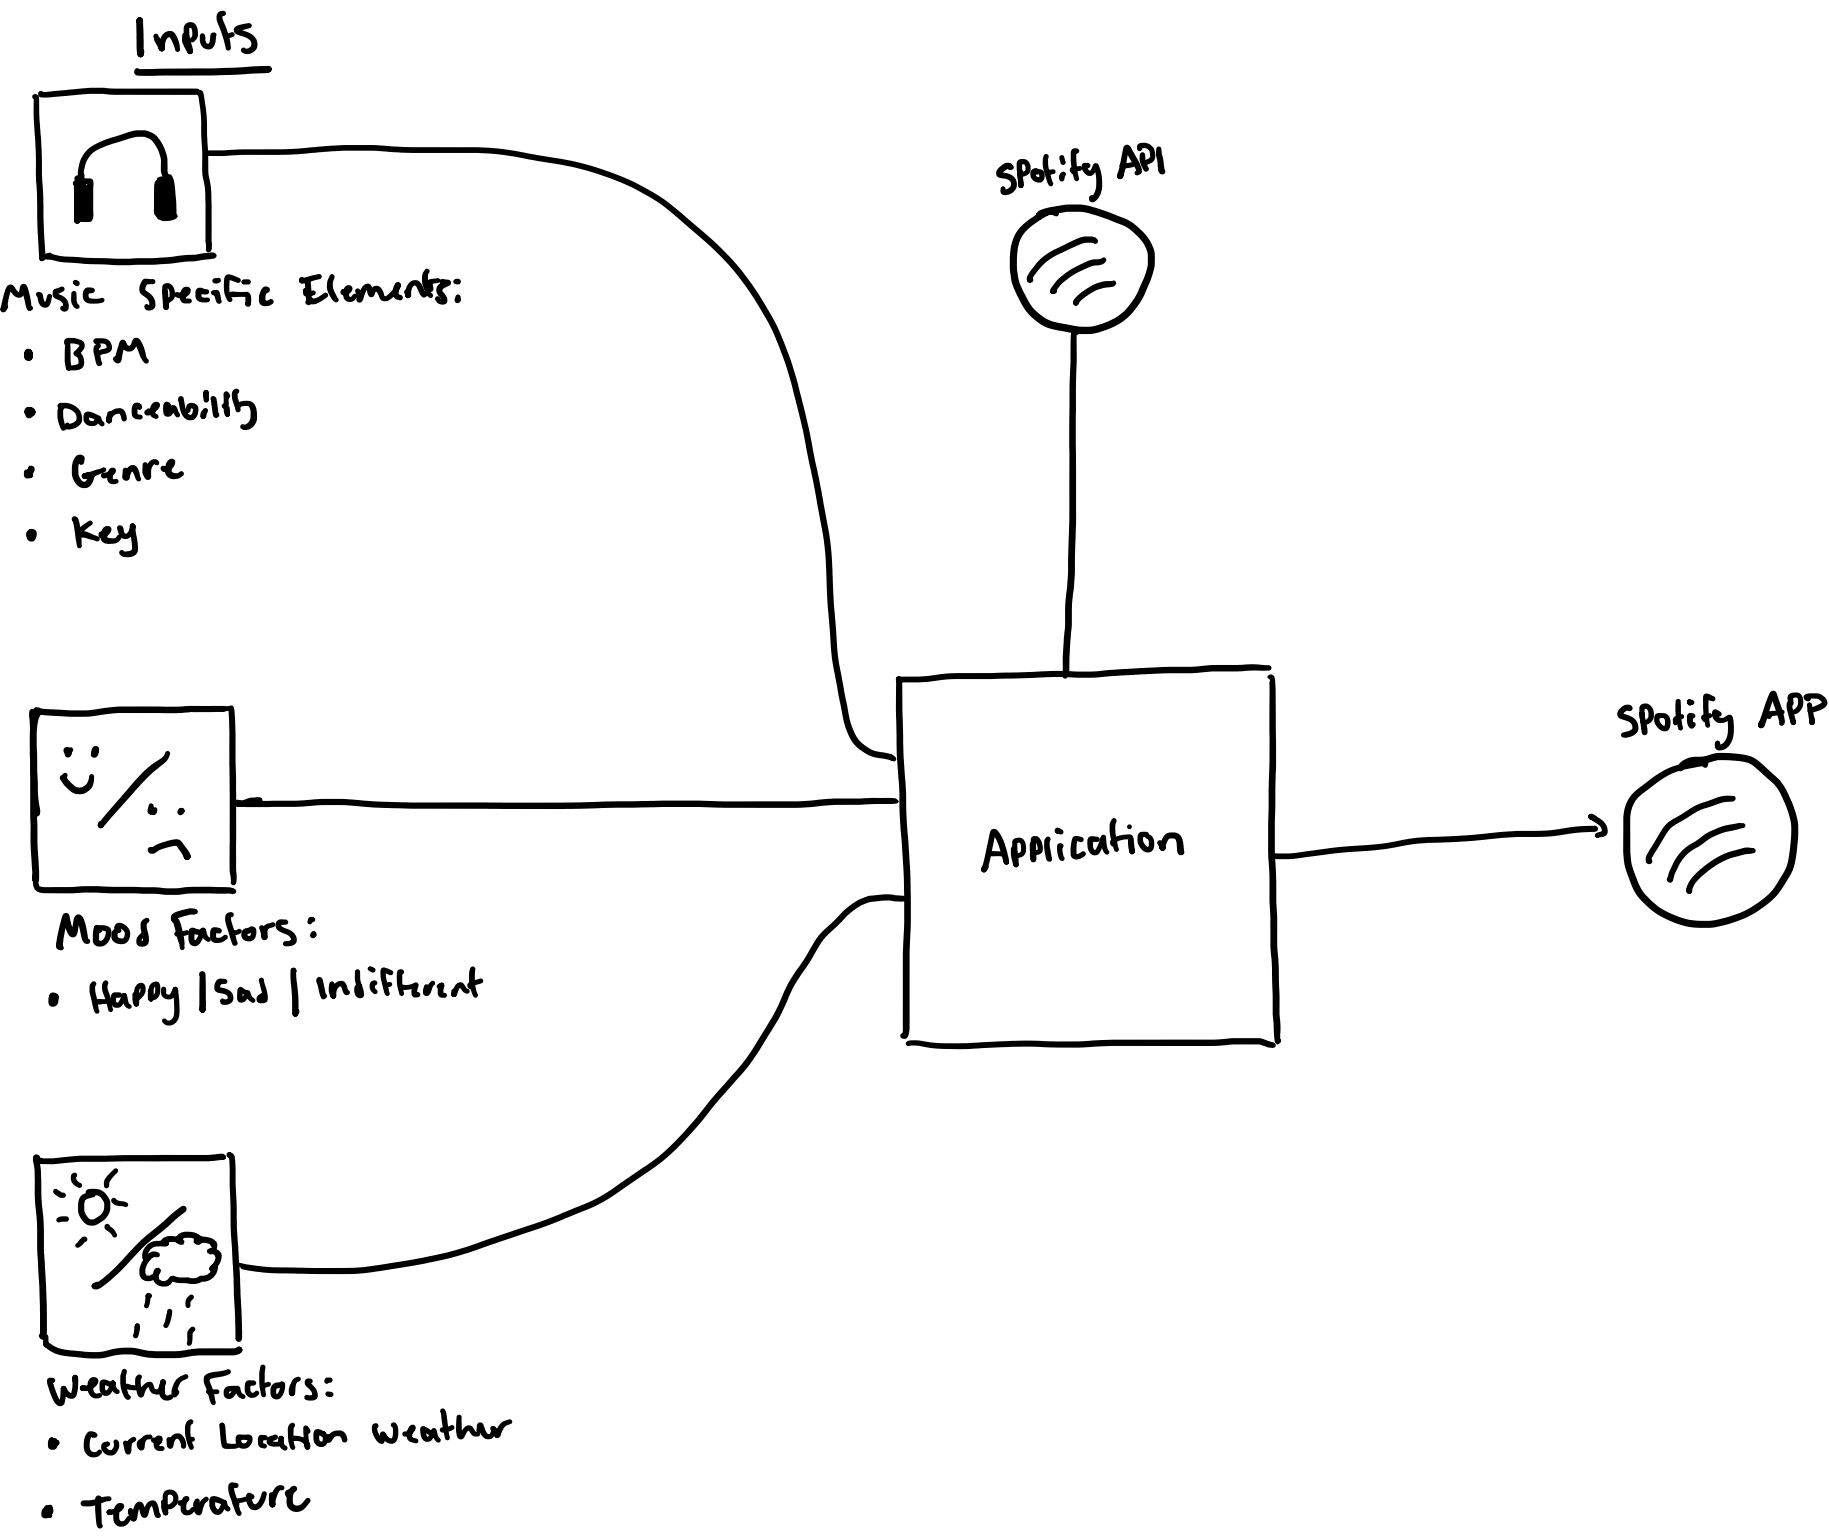 Inputs
Music Specific Elements:
• BPM
• Danceability
• Genre
• Key
Mood Factors:
• Happy | Sad | Indifferent
Weather Factors:
• Current Location Weather
• Temperature
Spotify API
Application
Spotify APP